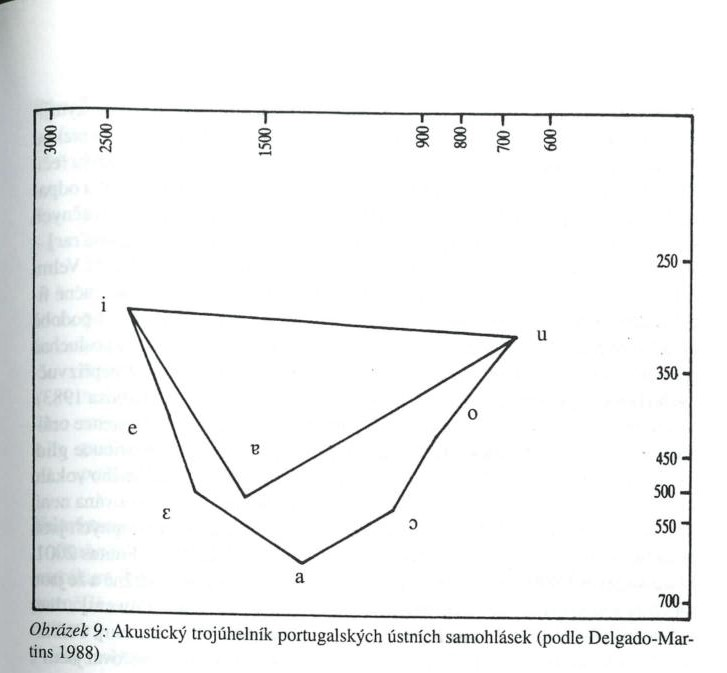 3000 2500 1500 900 800 700 600
250
i
u
350
o
e
ɐ
450
500
ɛ
ɔ
550
a
700
Obrázek 9: Akustický trojúhelník portugalských ústních samohlásek (podle Delgado-Mar-
tins 1988)